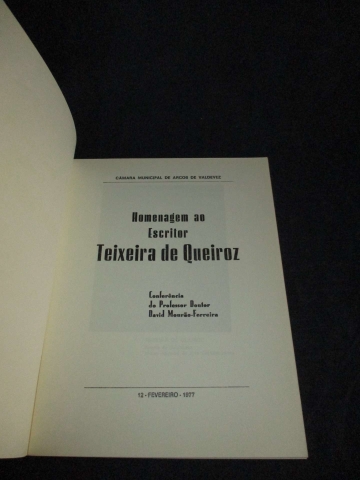 CÂMARA MUNICIPAL DE ARCOS DE VALDEVEZ
Homenagem ao
Escritor
Teixeira de Queiroz
Conferência
do Professor Doutor
David Mourão-Ferreira
12 - FEVEREIRO - 1977